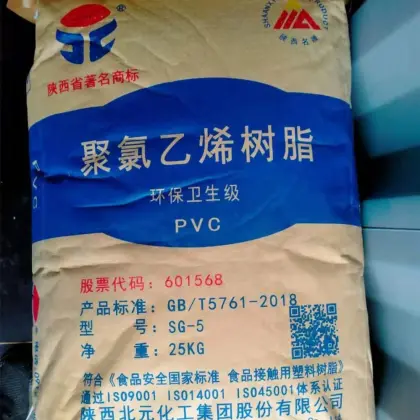 陕西省著名商标
陕西名牌
聚氯乙烯树脂
环保卫生级
PVC
股票代码：601568
产品标准：GB/T5761-2018
型号：SG-5
净重：25KG
符合《食品安全国家标准 食品接触用塑料树脂》
通过ISO9001 ISO14001 ISO45001体系认证
陕西北元化工集团股份有限公司